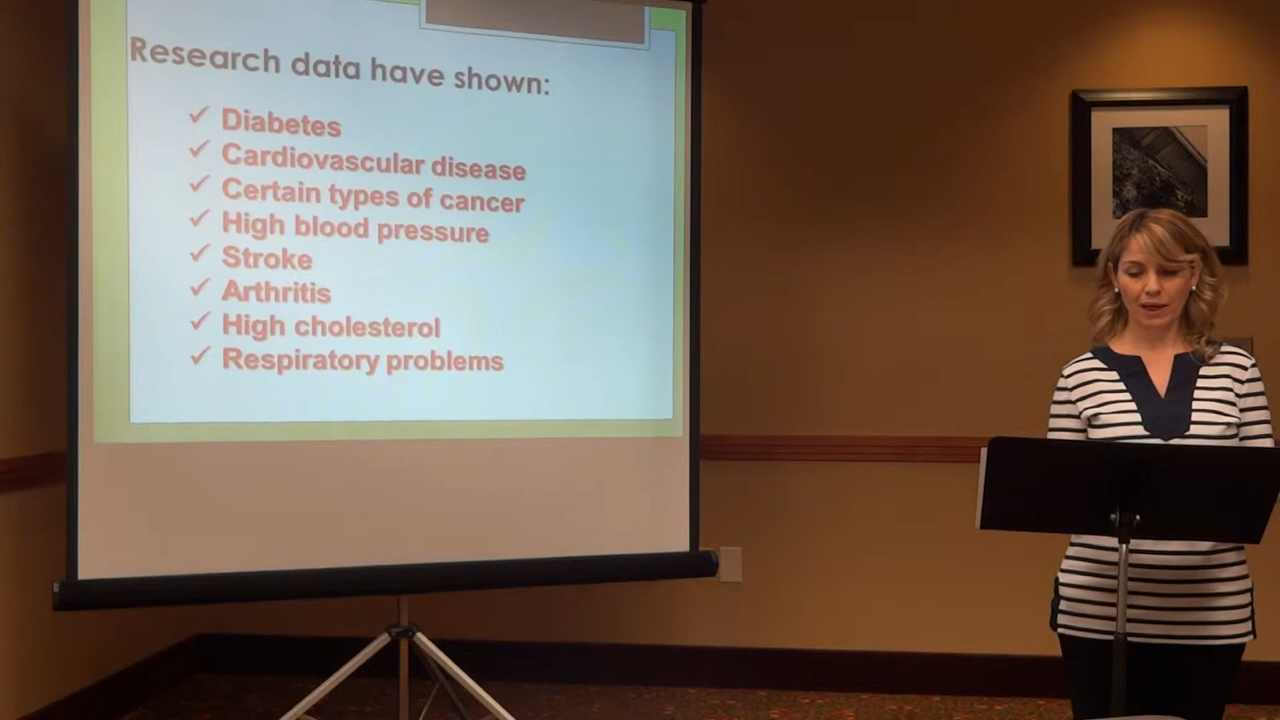 Research data have shown:
✓ Diabetes
✓ Cardiovascular disease
✓ Certain types of cancer
✓ High blood pressure
✓ Stroke
✓ Arthritis
✓ High cholesterol
✓ Respiratory problems